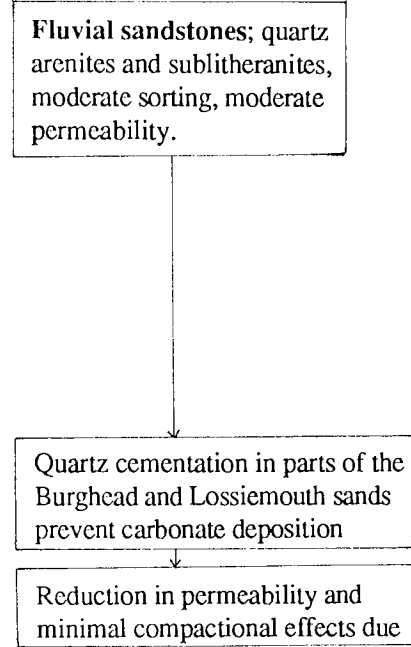 Fluvial sandstones; quartz
arenites and sublitheranites,
moderate sorting, moderate
permeability.
Quartz cementation in parts of the
Burghead and Lossiemouth sands
prevent carbonate deposition
Reduction in permeability and
minimal compactional effects due